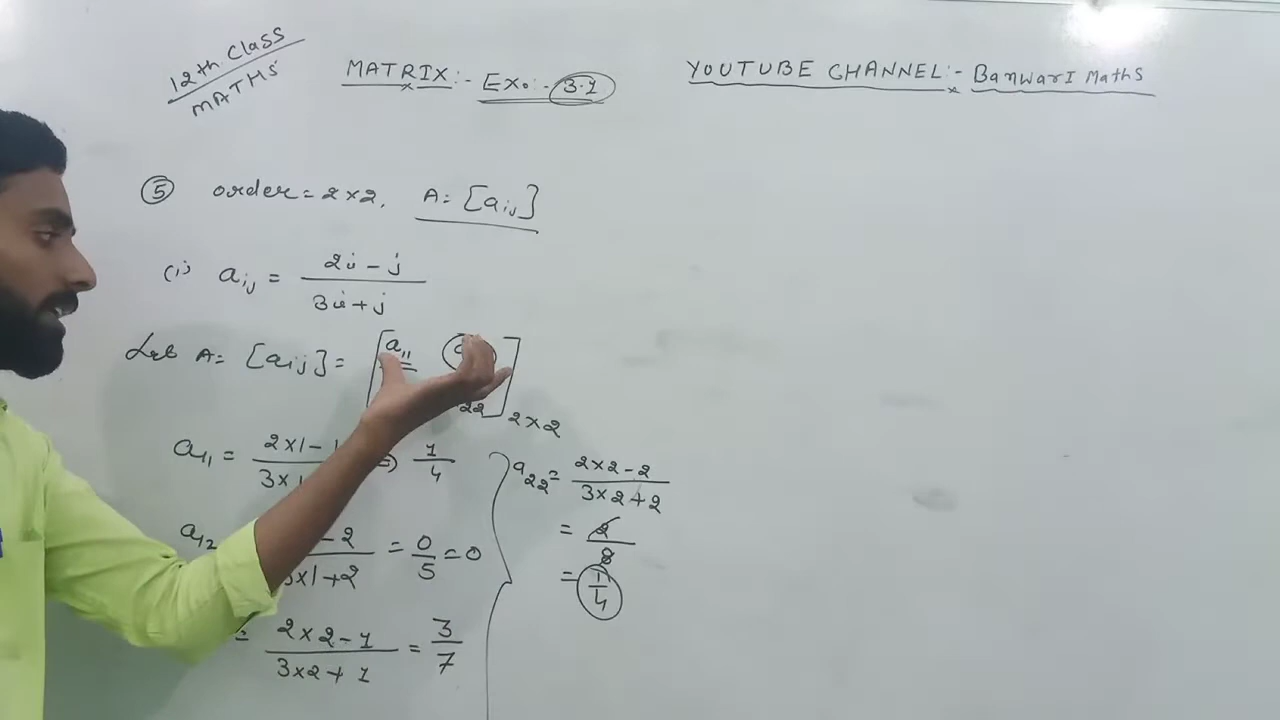 12th Class
MATHS
MATRIX:- Ex.:- 3.1
YOUTUBE CHANNEL:- BanwarI MathS
⑤ order = 2×2, A = [aij]
(i) aij = (2i - j)/(3i + j)
Let A = [aij] = [a11
22] 2×2
a11 = 2×1-1
3×1
⇒ 1/4
a12
-2
3×1+2
= 0/5 = 0
= (2×2-1)/(3×2+1) = 3/7
a22 = (2×2-2)/(3×2+2)
= 2/8
= 1/4